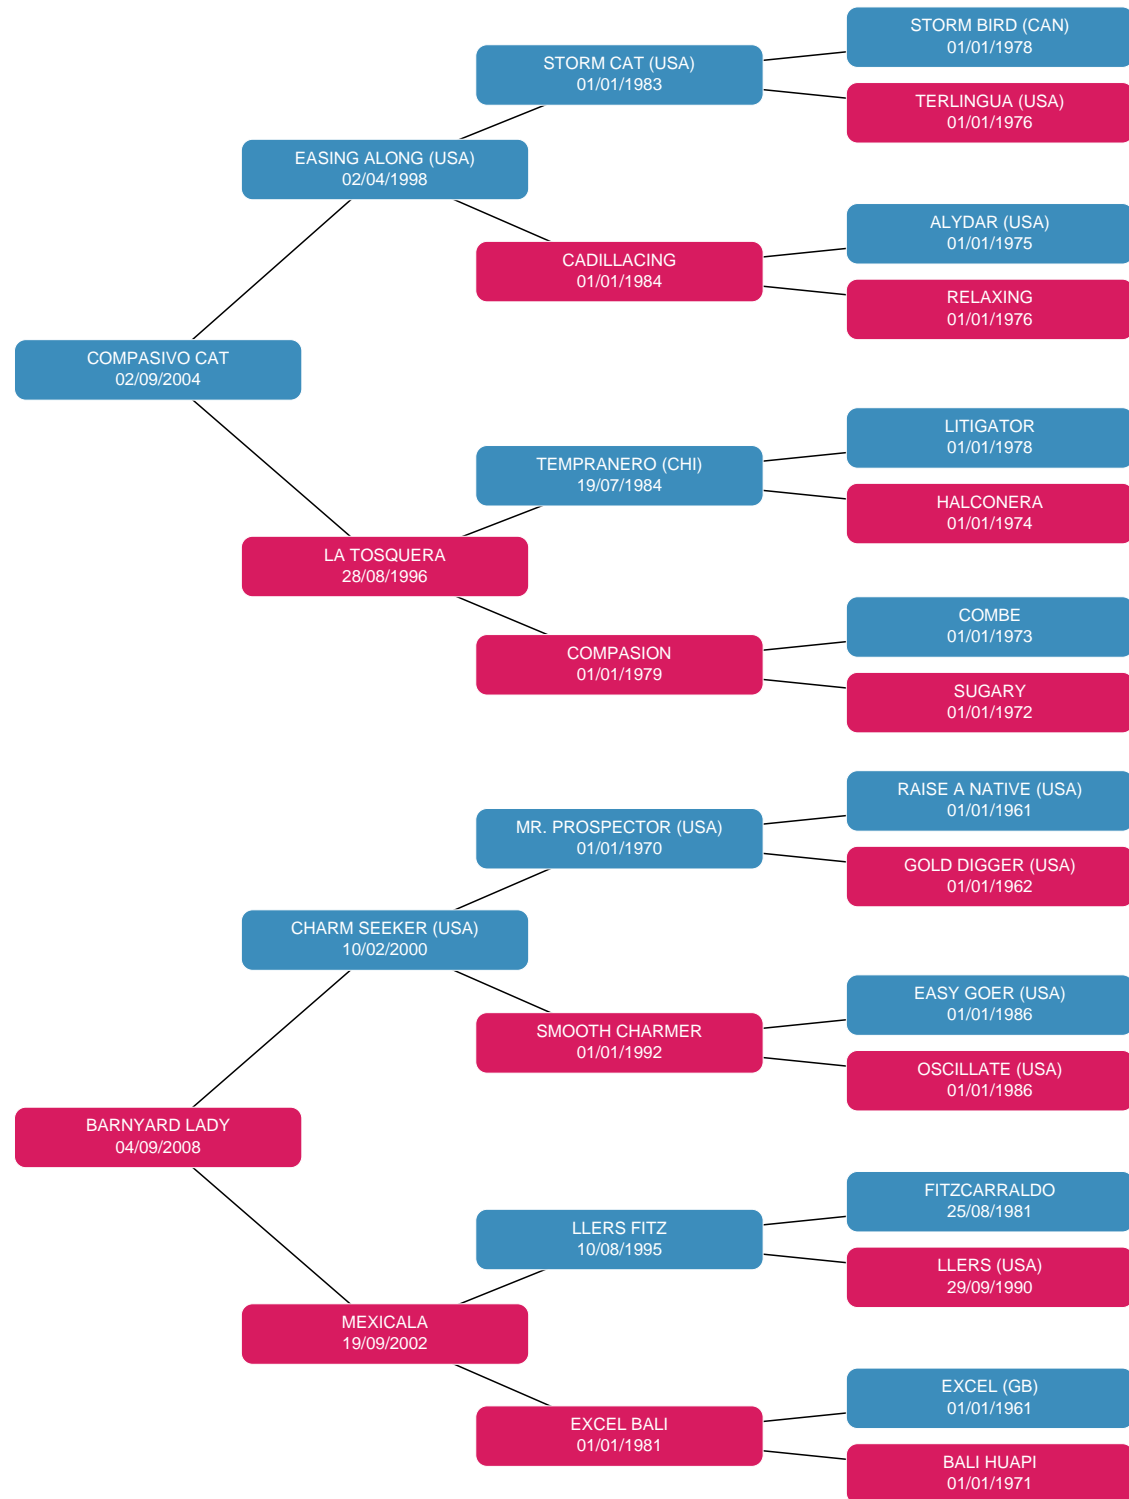 STORM BIRD (CAN)
01/01/1978
STORM CAT (USA)
01/01/1983
TERLINGUA (USA)
01/01/1976
EASING ALONG (USA)
02/04/1998
ALYDAR (USA)
01/01/1975
CADILLACING
01/01/1984
RELAXING
01/01/1976
COMPASIVO CAT
02/09/2004
LITIGATOR
01/01/1978
TEMPRANERO (CHI)
19/07/1984
HALCONERA
01/01/1974
LA TOSQUERA
28/08/1996
COMBE
01/01/1973
COMPASION
01/01/1979
SUGARY
01/01/1972
RAISE A NATIVE (USA)
01/01/1961
MR. PROSPECTOR (USA)
01/01/1970
GOLD DIGGER (USA)
01/01/1962
CHARM SEEKER (USA)
10/02/2000
EASY GOER (USA)
01/01/1986
SMOOTH CHARMER
01/01/1992
OSCILLATE (USA)
01/01/1986
BARNYARD LADY
04/09/2008
FITZCARRALDO
25/08/1981
LLERS FITZ
10/08/1995
LLERS (USA)
29/09/1990
MEXICALA
19/09/2002
EXCEL (GB)
01/01/1961
EXCEL BALI
01/01/1981
BALI HUAPI
01/01/1971